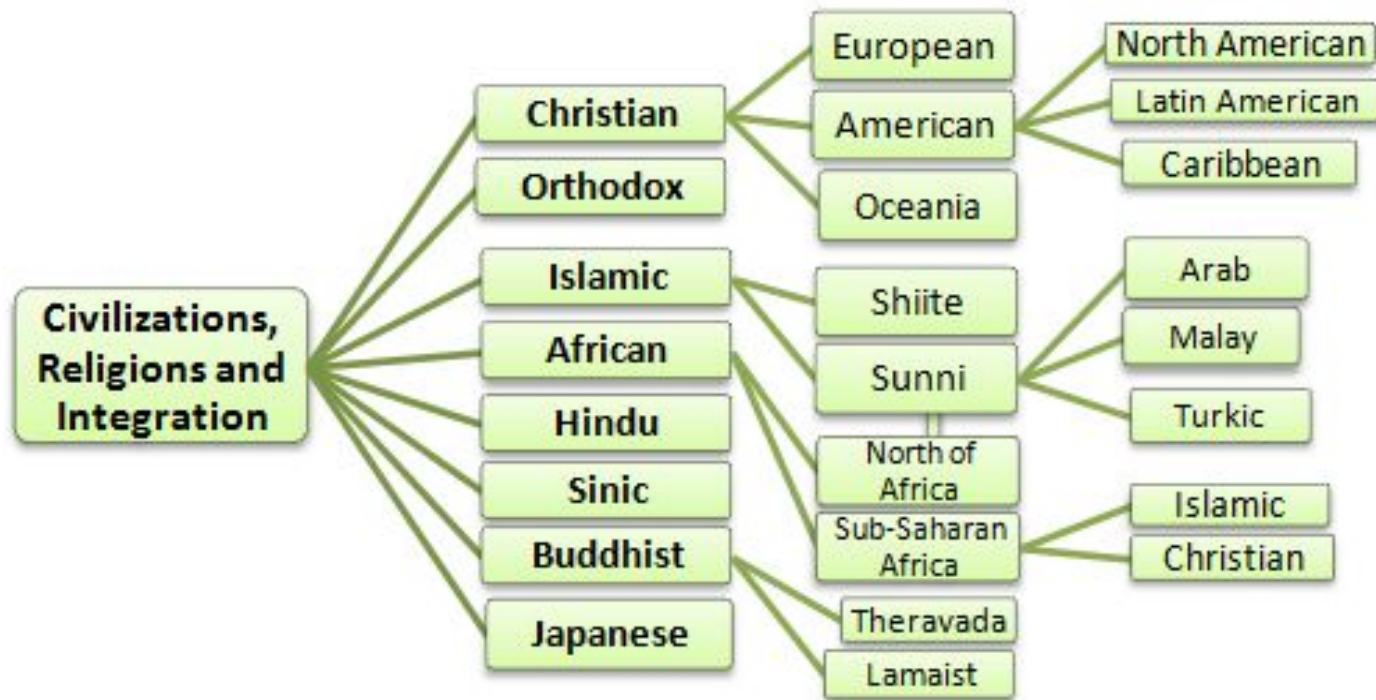 Civilizations,
Religions and
Integration
Christian
Orthodox
Islamic
African
Hindu
Sinic
Buddhist
Japanese
European
American
Oceania
Shiite
Sunni
North of
Africa
Sub-Saharan
Africa
Theravada
Lamaist
North American
Latin American
Caribbean
Arab
Malay
Turkic
Islamic
Christian